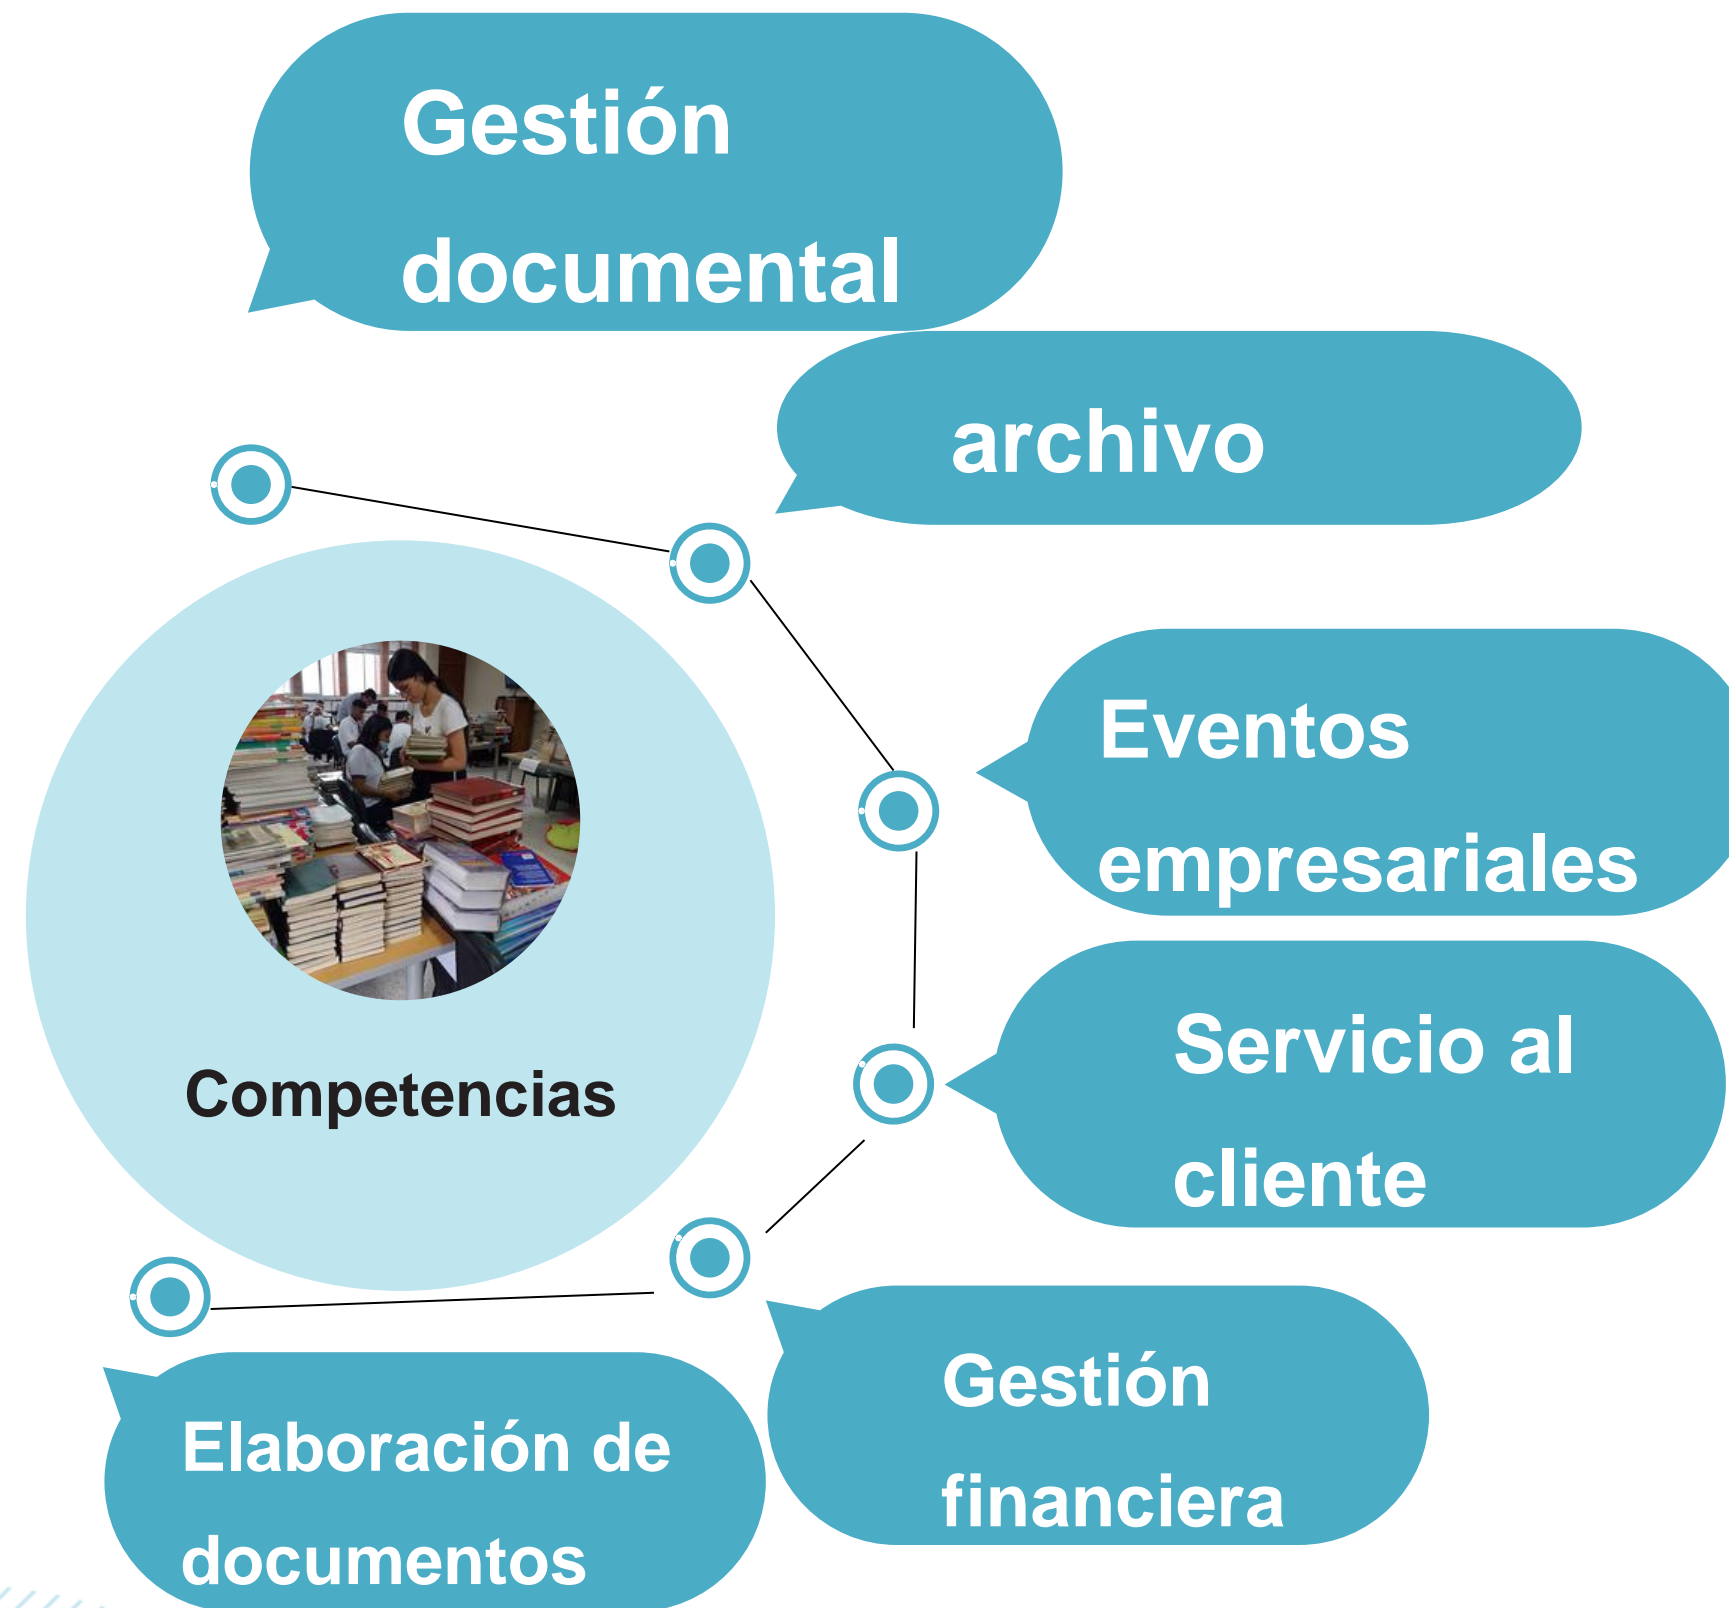 Gestión
documental
archivo
Eventos
empresariales
Servicio al
cliente
Competencias
Gestión
financiera
Elaboración de
documentos